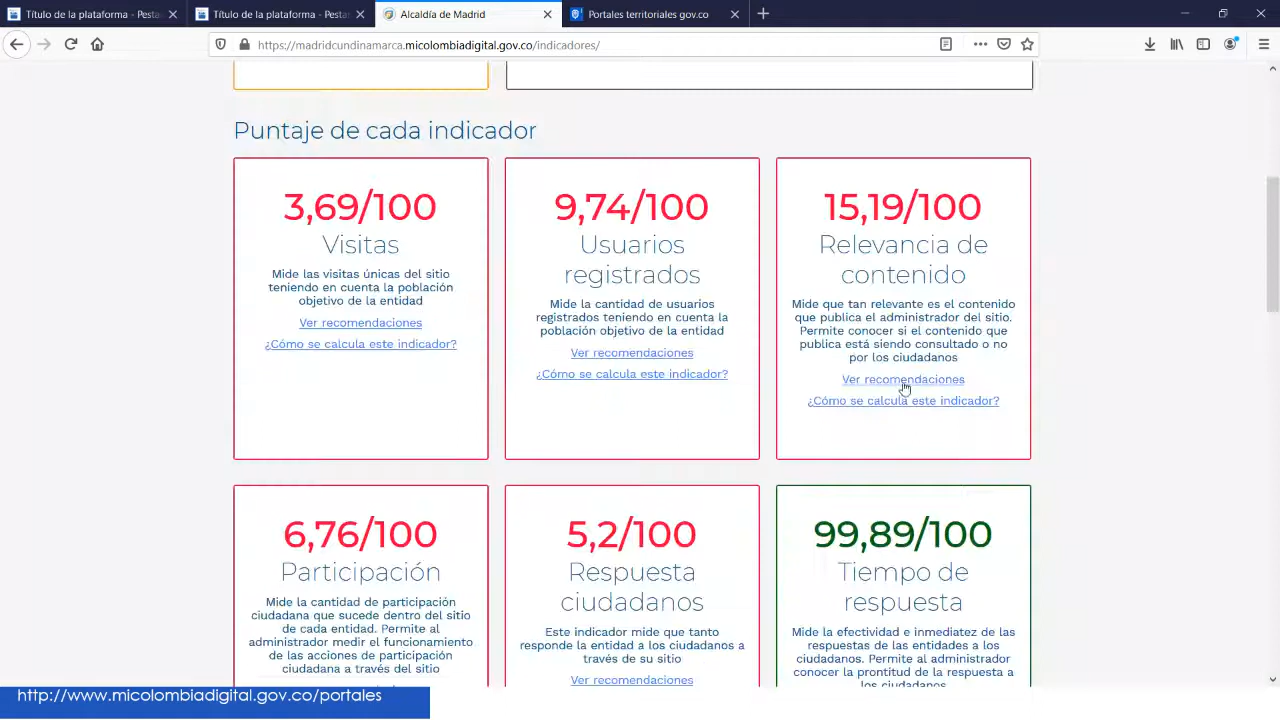 Título de la plataforma - Pesta
Título de la plataforma - Pesta
Alcaldía de Madrid
Portales territoriales gov.co
https://madridcundinamarca.micolombiadigital.gov.co/indicadores/
Puntaje de cada indicador
3,69/100
Visitas
Mide las visitas únicas del sitio
teniendo en cuenta la población
objetivo de la entidad
Ver recomendaciones
¿Cómo se calcula este indicador?
9,74/100
Usuarios
registrados
Mide la cantidad de usuarios
registrados teniendo en cuenta la
población objetivo de la entidad
Ver recomendaciones
¿Cómo se calcula este indicador?
15,19/100
Relevancia de
contenido
Mide que tan relevante es el contenido
que publica el administrador del sitio.
Permite conocer si el contenido que
publica está siendo consultado o no
por los ciudadanos
Ver recomendaciones
¿Cómo se calcula este indicador?
6,76/100
Participación
Mide la cantidad de participación
ciudadana que sucede dentro del sitio
de cada entidad. Permite al
administrador medir el funcionamiento
de las acciones de participación
ciudadana a través del sitio
5,2/100
Respuesta
ciudadanos
Este indicador mide que tanto
responde la entidad a los ciudadanos a
través de su sitio
Ver recomendaciones
99,89/100
Tiempo de
respuesta
Mide la efectividad e inmediatez de las
respuestas de las entidades a los
ciudadanos. Permite al administrador
conocer la prontitud de la respuesta a
los ciudadanos
http://www.micolombiadigital.gov.co/portales